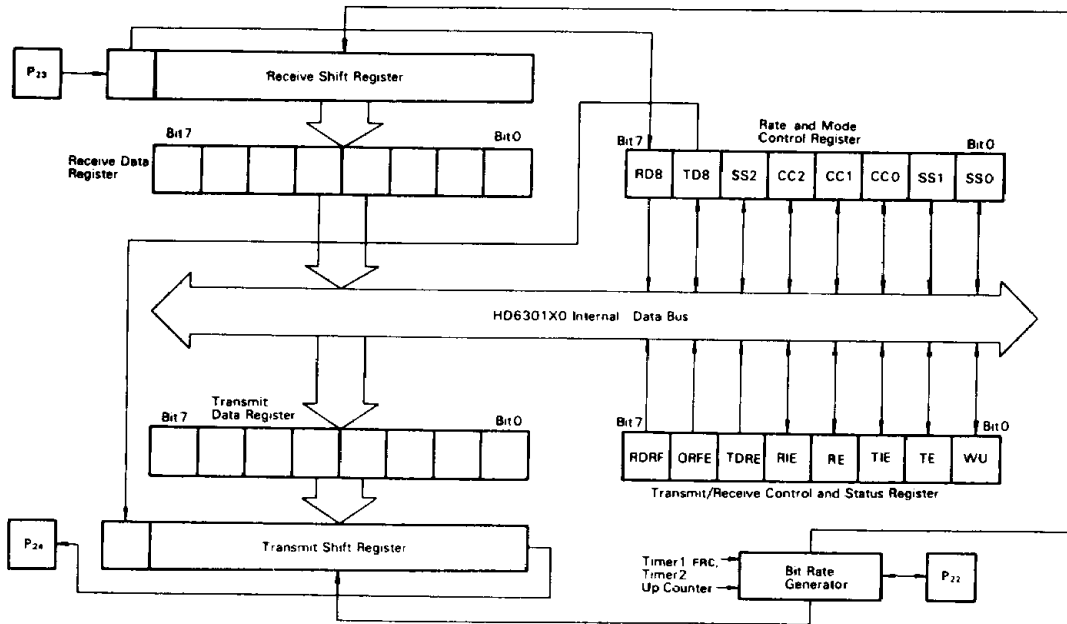 P23
Receive Shift Register
Bit 7
Bit 0
Receive Data
Register
Rate and Mode
Control Register
Bit 7
Bit 0
RD8 TD8 SS2 CC2 CC1 CC0 SS1 SS0
HD6301X0 Internal Data Bus
Transmit
Data Register
Bit 7
Bit 0
Bit 7
Bit 0
RDRF ORFE TDRE RIE RE TIE TE WU
Transmit/Receive Control and Status Register
P24
Transmit Shift Register
Timer1 FRC,
Timer2
Up Counter
Bit Rate
Generator
P22